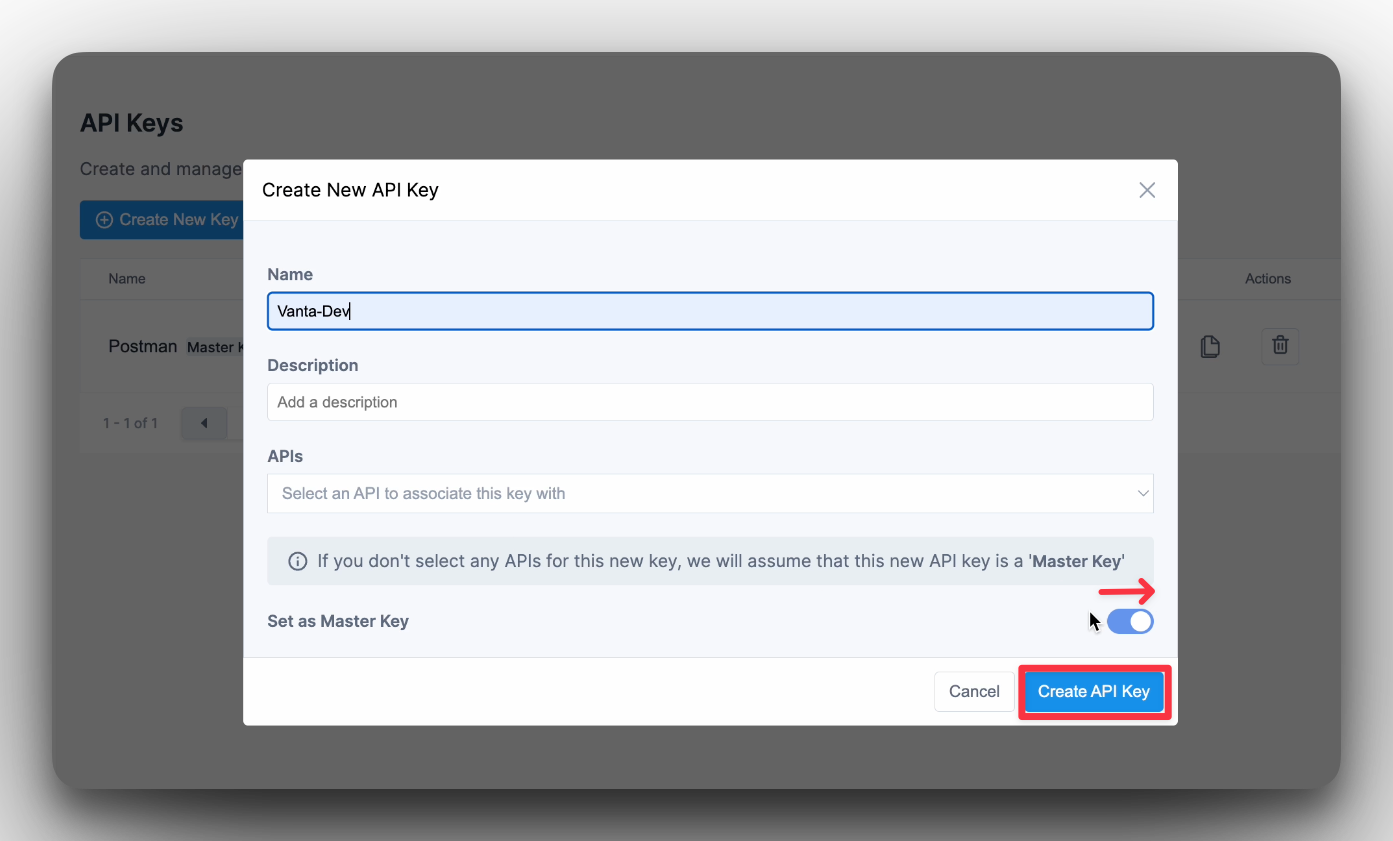 API Keys
Create and manage
Create New Key
Name
Actions
Postman Master
1 - 1 of 1
Create New API Key
Name
Vanta-Dev
Description
Add a description
APIs
Select an API to associate this key with
If you don't select any APIs for this new key, we will assume that this new API key is a 'Master Key'
Set as Master Key
Cancel
Create API Key